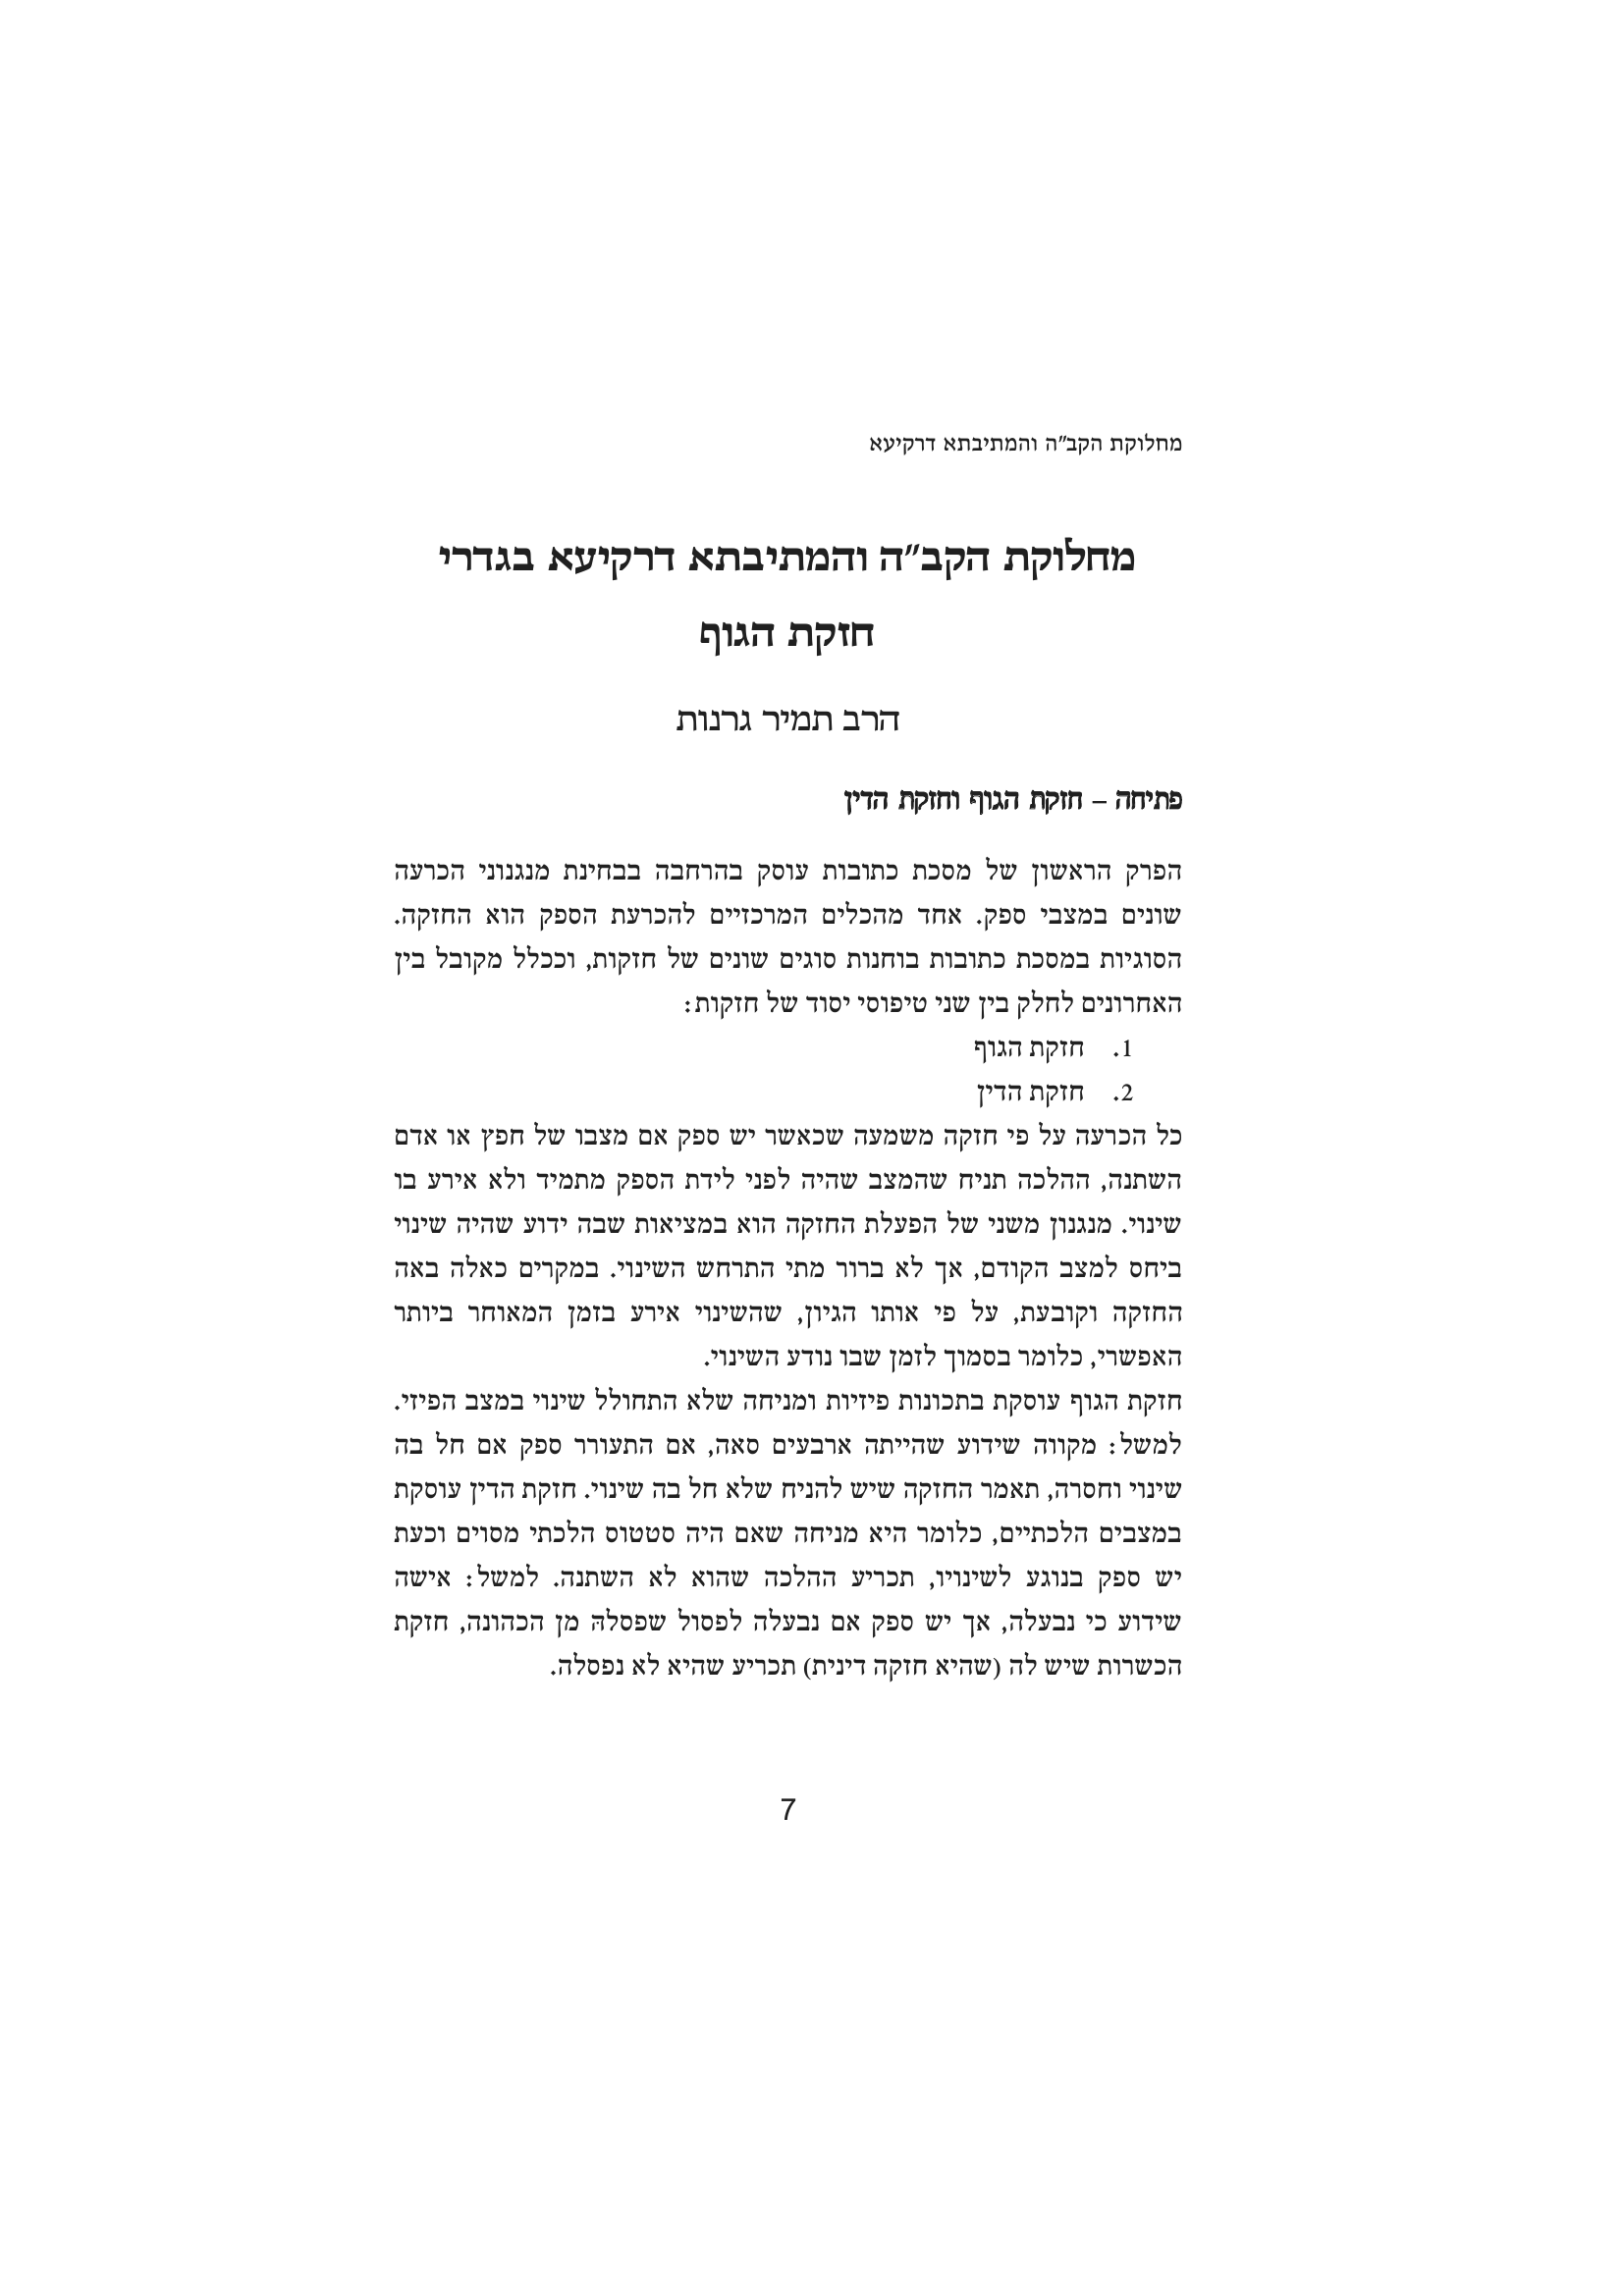 מחלוקת הקב״ה והמתיבתא דרקיעא
מחלוקת הקב״ה והמתיבתא דרקיעא בגדרי
חזקת הגוף
הרב תמיר גרנות
פתיחה – חזקת הגוף וחזקת הדין
הפרק הראשון של מסכת כתובות עוסק בהרחבה בבחינת מנגנוני הכרעה
שונים במצבי ספק. אחד מהכלים המרכזיים להכרעת הספק הוא החזקה.
הסוגיות במסכת כתובות בוחנות סוגים שונים של חזקות, וככלל מקובל בין
האחרונים לחלק בין שני טיפוסי יסוד של חזקות:
1. חזקת הגוף
2. חזקת הדין
כל הכרעה על פי חזקה משמעה שכאשר יש ספק אם מצבו של חפץ או אדם
השתנה, ההלכה תניח שהמצב שהיה לפני לידת הספק מתמיד ולא אירע בו
שינוי. מנגנון משני של הפעלת החזקה הוא במציאות שבה ידוע שהיה שינוי
ביחס למצב הקודם, אך לא ברור מתי התרחש השינוי. במקרים כאלה באה
החזקה וקובעת, על פי אותו הגיון, שהשינוי אירע בזמן המאוחר ביותר
האפשרי, כלומר בסמוך לזמן שבו נודע השינוי.
חזקת הגוף עוסקת בתכונות פיזיות ומניחה שלא התחולל שינוי במצב הפיזי.
למשל: מקווה שידוע שהייתה ארבעים סאה, אם התעורר ספק אם חל בה
שינוי וחסרה, תאמר החזקה שיש להניח שלא חל בה שינוי. חזקת הדין עוסקת
במצבים הלכתיים, כלומר היא מניחה שאם היה סטטוס הלכתי מסוים וכעת
יש ספק בנוגע לשינויו, תכריע ההלכה שהוא לא השתנה. למשל: אישה
שידוע כי נבעלה, אך יש ספק אם נבעלה לפסול שפסלהּ מן הכהונה, חזקת
הכשרות שיש לה (שהיא חזקה דינית) תכריע שהיא לא נפסלה.
7